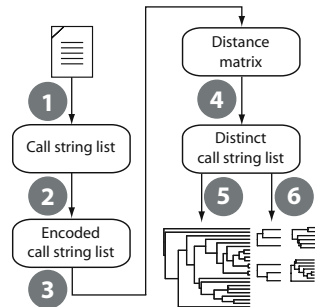 1
Call string list
2
Encoded
call string list
3
Distance
matrix
4
Distinct
call string list
5
6